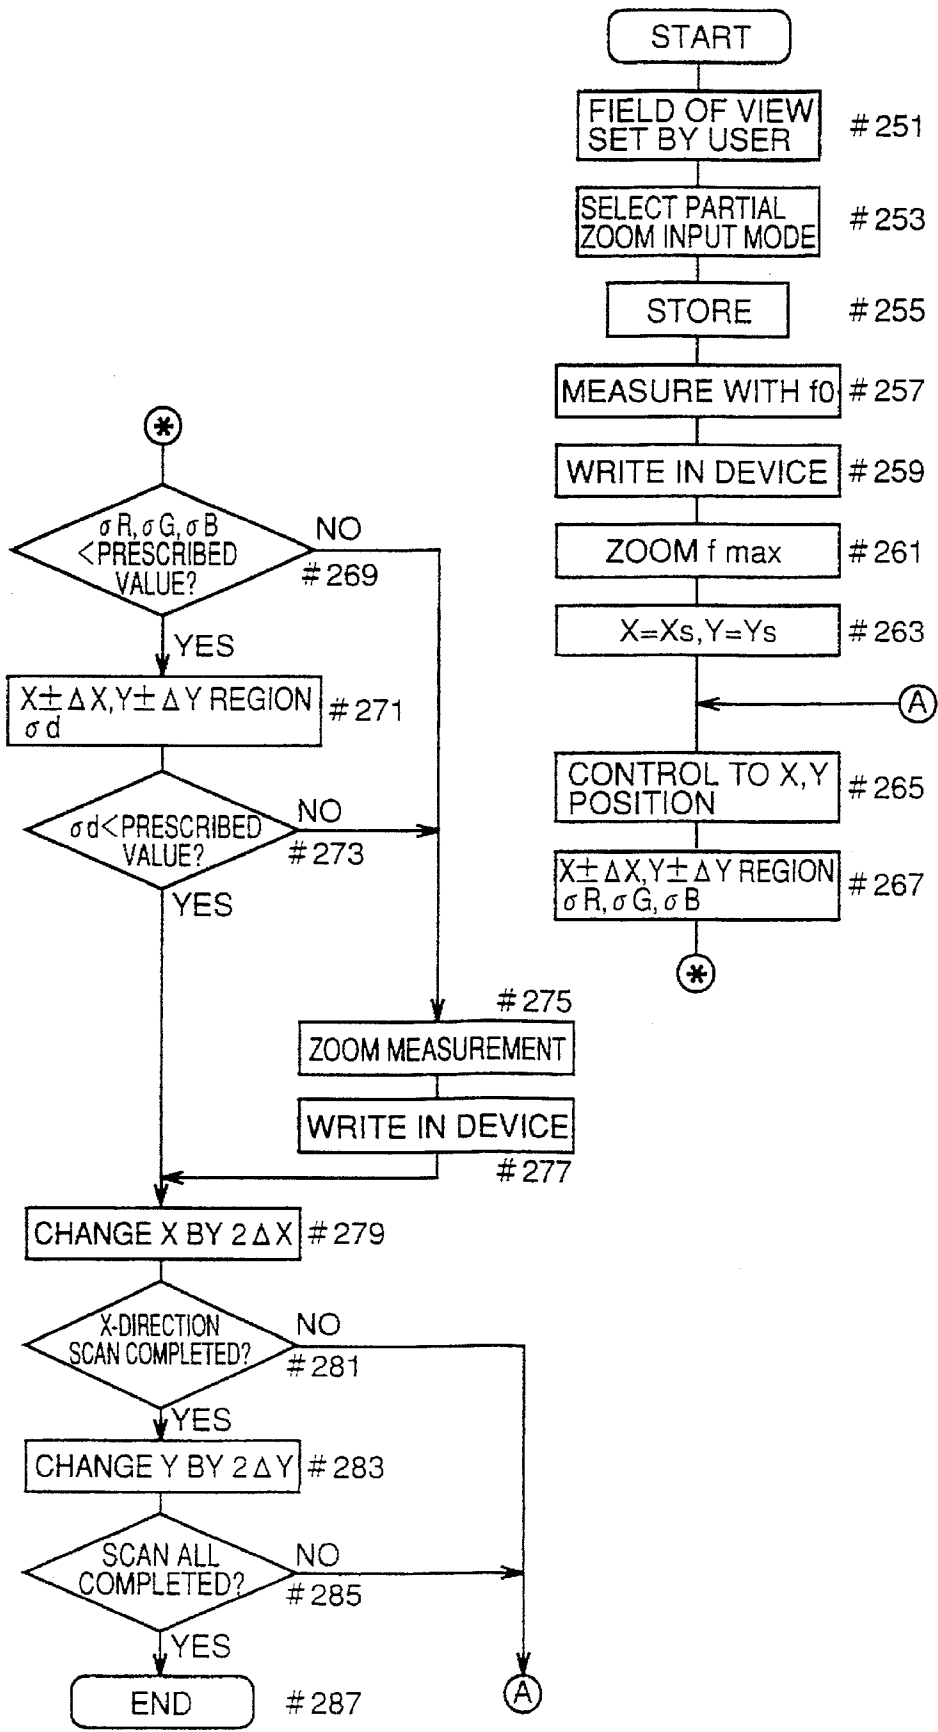 START
FIELD OF VIEW
SET BY USER
#251
SELECT PARTIAL
ZOOM INPUT MODE
#253
STORE
#255
MEASURE WITH f0
#257
WRITE IN DEVICE
#259
ZOOM f max
#261
X=Xs,Y=Ys
#263
A
CONTROL TO X,Y
POSITION
#265
X±ΔX,Y±ΔY REGION
σR,σG,σB
#267
*
*
σR,σG,σB
<PRESCRIBED
VALUE?
NO
#269
YES
X±ΔX,Y±ΔY REGION
σd
#271
σd<PRESCRIBED
VALUE?
NO
#273
YES
#275
ZOOM MEASUREMENT
WRITE IN DEVICE
#277
CHANGE X BY 2ΔX
#279
X-DIRECTION
SCAN COMPLETED?
NO
#281
YES
CHANGE Y BY 2ΔY
#283
SCAN ALL
COMPLETED?
NO
#285
YES
END
#287
A